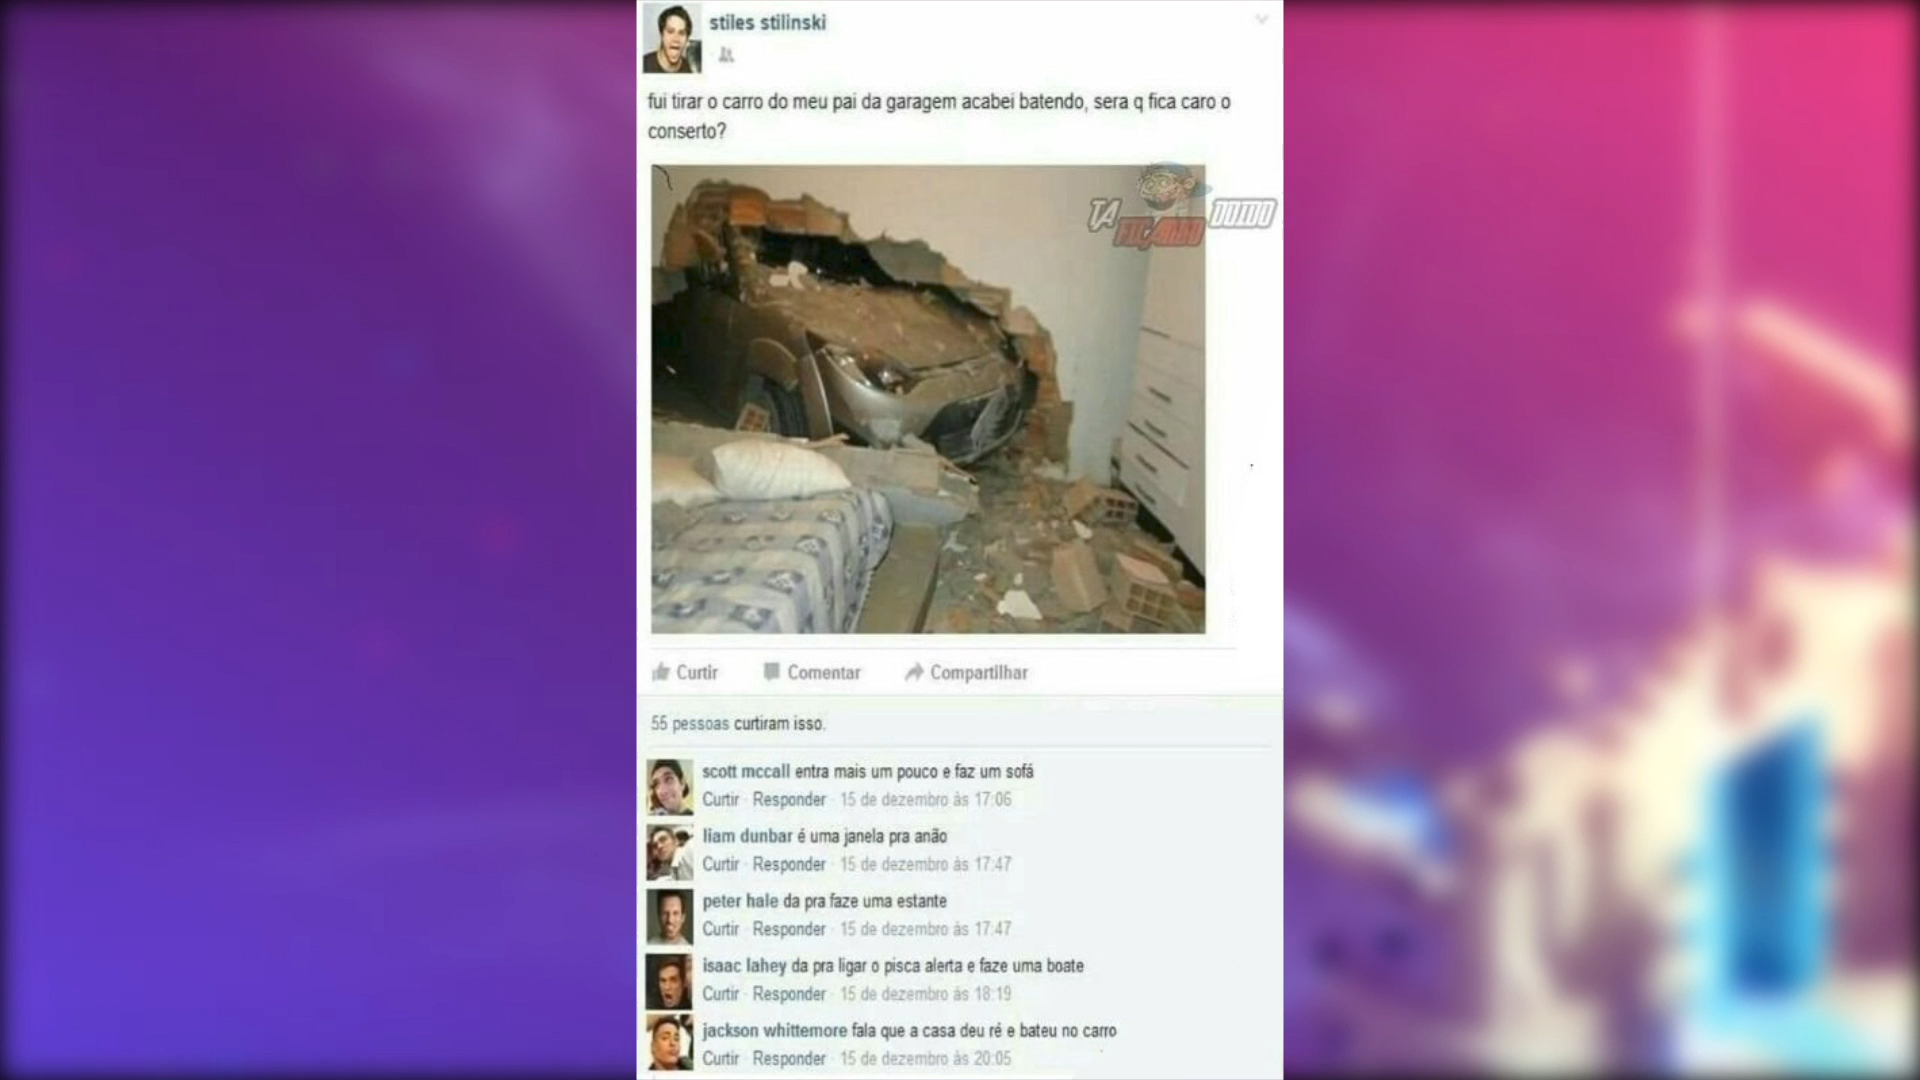 stiles stilinski
fui tirar o carro do meu pai da garagem acabei batendo, sera q fica caro o
conserto?
TA FICANDO DOIDO
Curtir Comentar Compartilhar
55 pessoas curtiram isso.
scott mccall entra mais um pouco e faz um sofá
Curtir · Responder · 15 de dezembro às 17:06
liam dunbar é uma janela pra anão
Curtir · Responder · 15 de dezembro às 17:47
peter hale da pra faze uma estante
Curtir · Responder · 15 de dezembro às 17:47
isaac lahey da pra ligar o pisca alerta e faze uma boate
Curtir · Responder · 15 de dezembro às 18:19
jackson whittemore fala que a casa deu ré e bateu no carro
Curtir · Responder · 15 de dezembro às 20:05